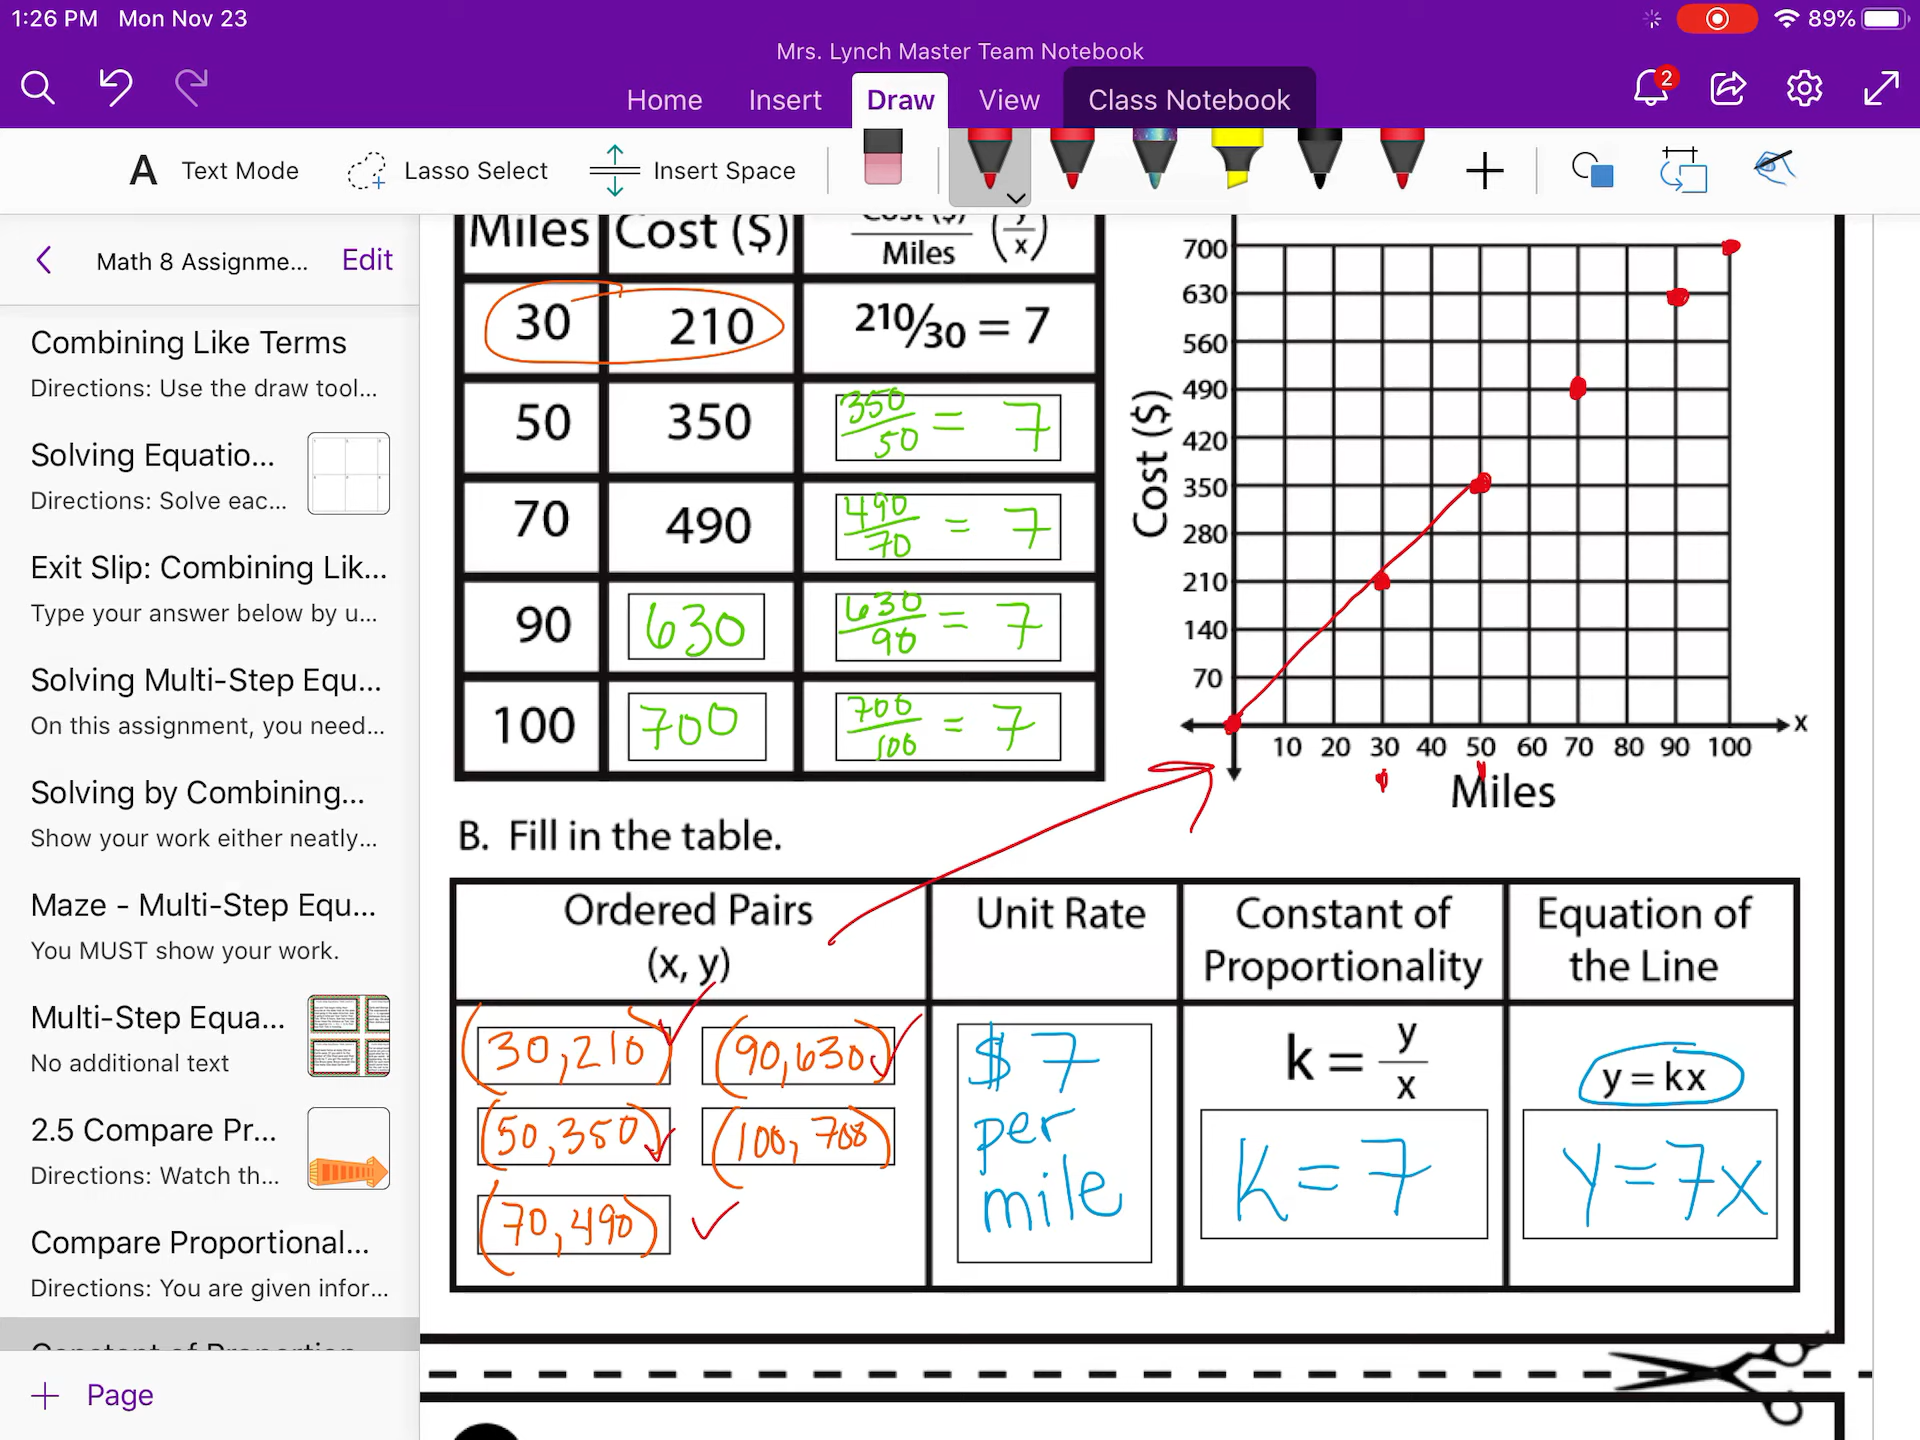 1:26 PM Mon Nov 23
89%
Mrs. Lynch Master Team Notebook
Home Insert Draw View Class Notebook
2
A Text Mode Lasso Select Insert Space
Math 8 Assignme... Edit
Combining Like Terms
Directions: Use the draw tool...
Solving Equatio...
Directions: Solve eac...
Exit Slip: Combining Lik...
Type your answer below by u...
Solving Multi-Step Equ...
On this assignment, you need...
Solving by Combining...
Show your work either neatly...
Maze - Multi-Step Equ...
You MUST show your work.
Multi-Step Equa...
No additional text
2.5 Compare Pr...
Directions: Watch th...
Compare Proportional...
Directions: You are given infor...
Constant of Proportion
+ Page
Miles Cost ($) Cost ($)/Miles (y/x)
30 210 210/30 = 7
50 350 350/50 = 7
70 490 490/70 = 7
90 630 630/90 = 7
100 700 700/100 = 7
Cost ($)
700
630
560
490
420
350
280
210
140
70
10 20 30 40 50 60 70 80 90 100 x
Miles
B. Fill in the table.
Ordered Pairs
(x, y)
Unit Rate
Constant of
Proportionality
Equation of
the Line
(30,210) (90,630)
(50,350) (100, 700)
(70,490)
$ 7
per
mile
k = y/x
K = 7
y = kx
Y = 7x